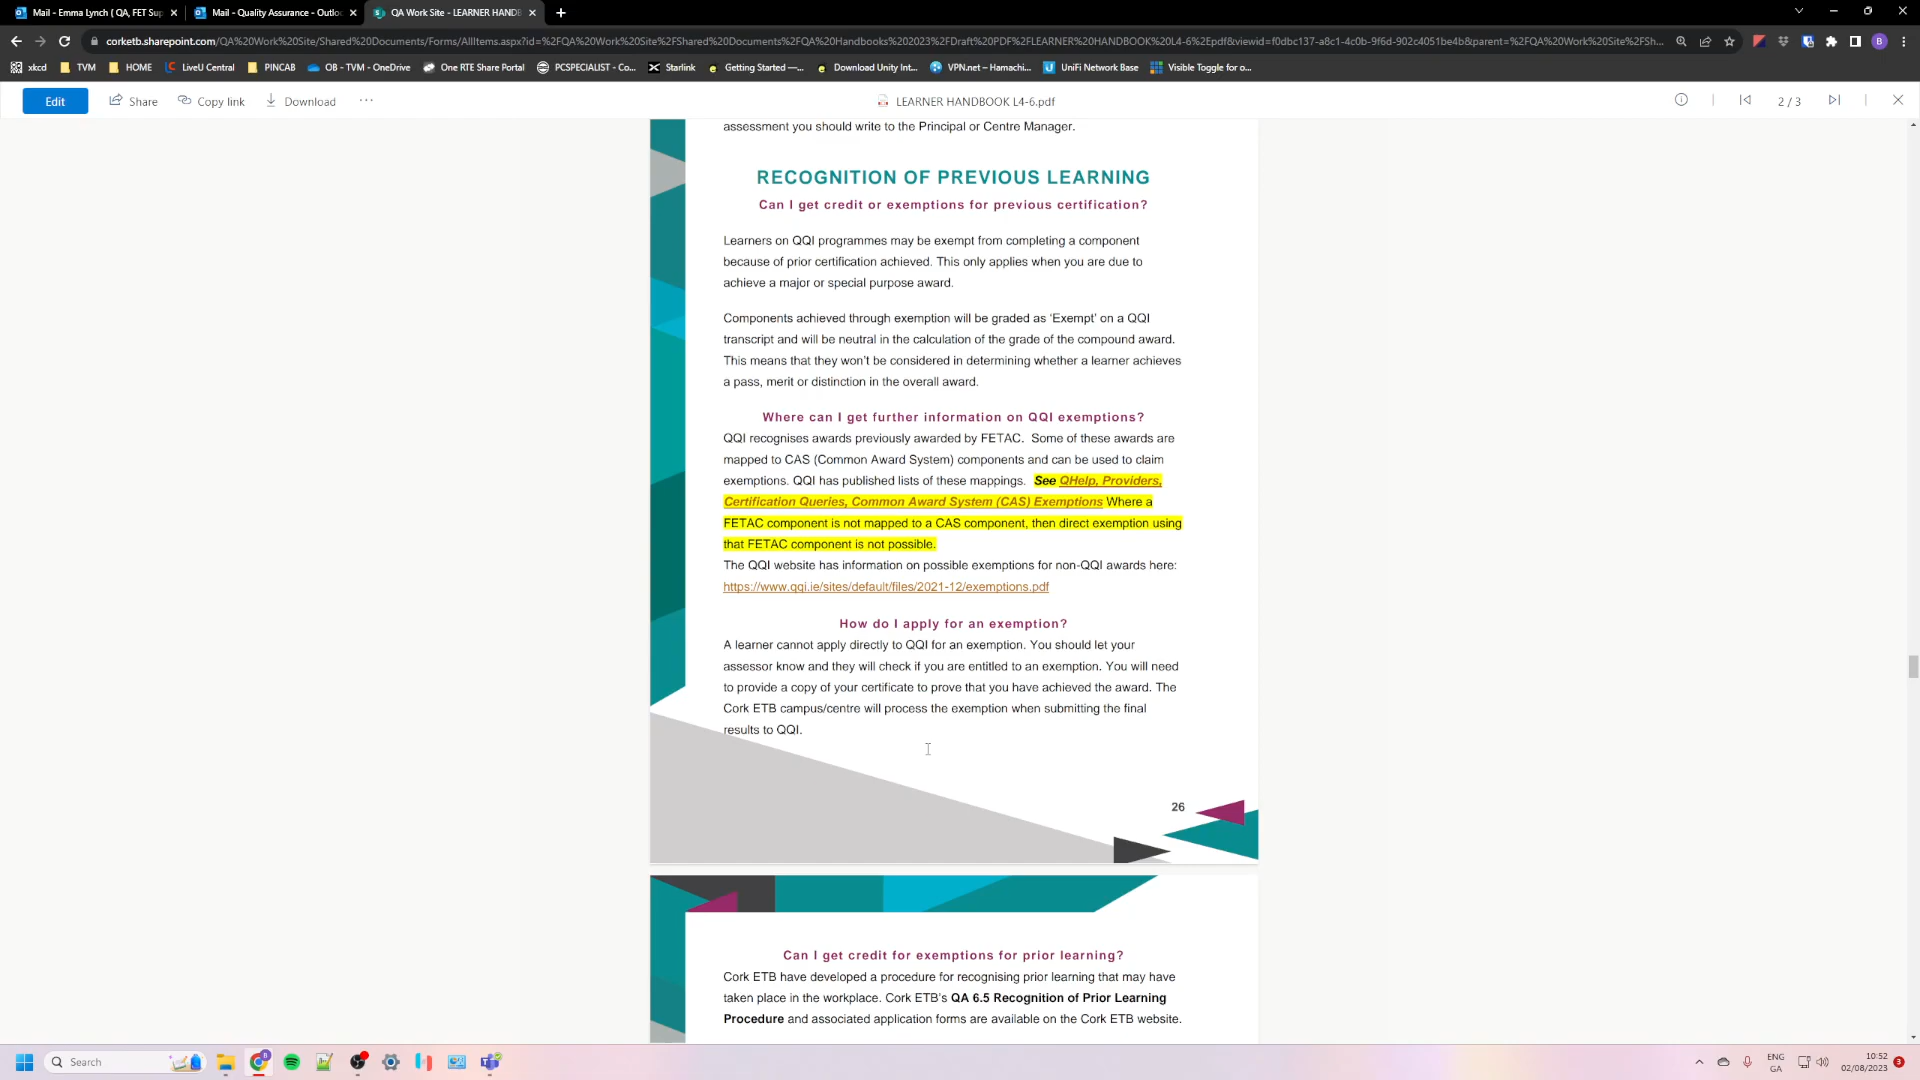 Mail - Emma Lynch ( QA, FET Sup
Mail - Quality Assurance - Outlo
QA Work Site - LEARNER HANDB
corketb.sharepoint.com/QA%20Work%20Site/Shared%20Documents/Forms/AllItems.aspx?id=%2FQA%20Work%20Site%2FShared%20Documents%2FQA%20Handbooks%202023%2FDraft%20PDF%2FLEARNER%20HANDBOOK%20L4-6%2Epdf&viewid=f0dbc137-a8c1-4c0b-9f6d-902c4051be4b&parent=%2FQA%20Work%20Site%2FSh...
xkcd TVM HOME LiveU Central PINCAB OB - TVM - OneDrive One RTE Share Portal PCSPECIALIST - Co... Starlink Getting Started —... Download Unity Int... VPN.net – Hamachi... UniFi Network Base Visible Toggle for o...
Edit Share Copy link Download ··· LEARNER HANDBOOK L4-6.pdf 2 / 3
assessment you should write to the Principal or Centre Manager.
RECOGNITION OF PREVIOUS LEARNING
Can I get credit or exemptions for previous certification?
Learners on QQI programmes may be exempt from completing a component
because of prior certification achieved. This only applies when you are due to
achieve a major or special purpose award.
Components achieved through exemption will be graded as ‘Exempt’ on a QQI
transcript and will be neutral in the calculation of the grade of the compound award.
This means that they won’t be considered in determining whether a learner achieves
a pass, merit or distinction in the overall award.
Where can I get further information on QQI exemptions?
QQI recognises awards previously awarded by FETAC. Some of these awards are
mapped to CAS (Common Award System) components and can be used to claim
exemptions. QQI has published lists of these mappings. See QHelp, Providers,
Certification Queries, Common Award System (CAS) Exemptions Where a
FETAC component is not mapped to a CAS component, then direct exemption using
that FETAC component is not possible.
The QQI website has information on possible exemptions for non-QQI awards here:
https://www.qqi.ie/sites/default/files/2021-12/exemptions.pdf
How do I apply for an exemption?
A learner cannot apply directly to QQI for an exemption. You should let your
assessor know and they will check if you are entitled to an exemption. You will need
to provide a copy of your certificate to prove that you have achieved the award. The
Cork ETB campus/centre will process the exemption when submitting the final
results to QQI.
26
Can I get credit for exemptions for prior learning?
Cork ETB have developed a procedure for recognising prior learning that may have
taken place in the workplace. Cork ETB’s QA 6.5 Recognition of Prior Learning
Procedure and associated application forms are available on the Cork ETB website.
Search
ENG
GA
10:52
02/08/2023
3